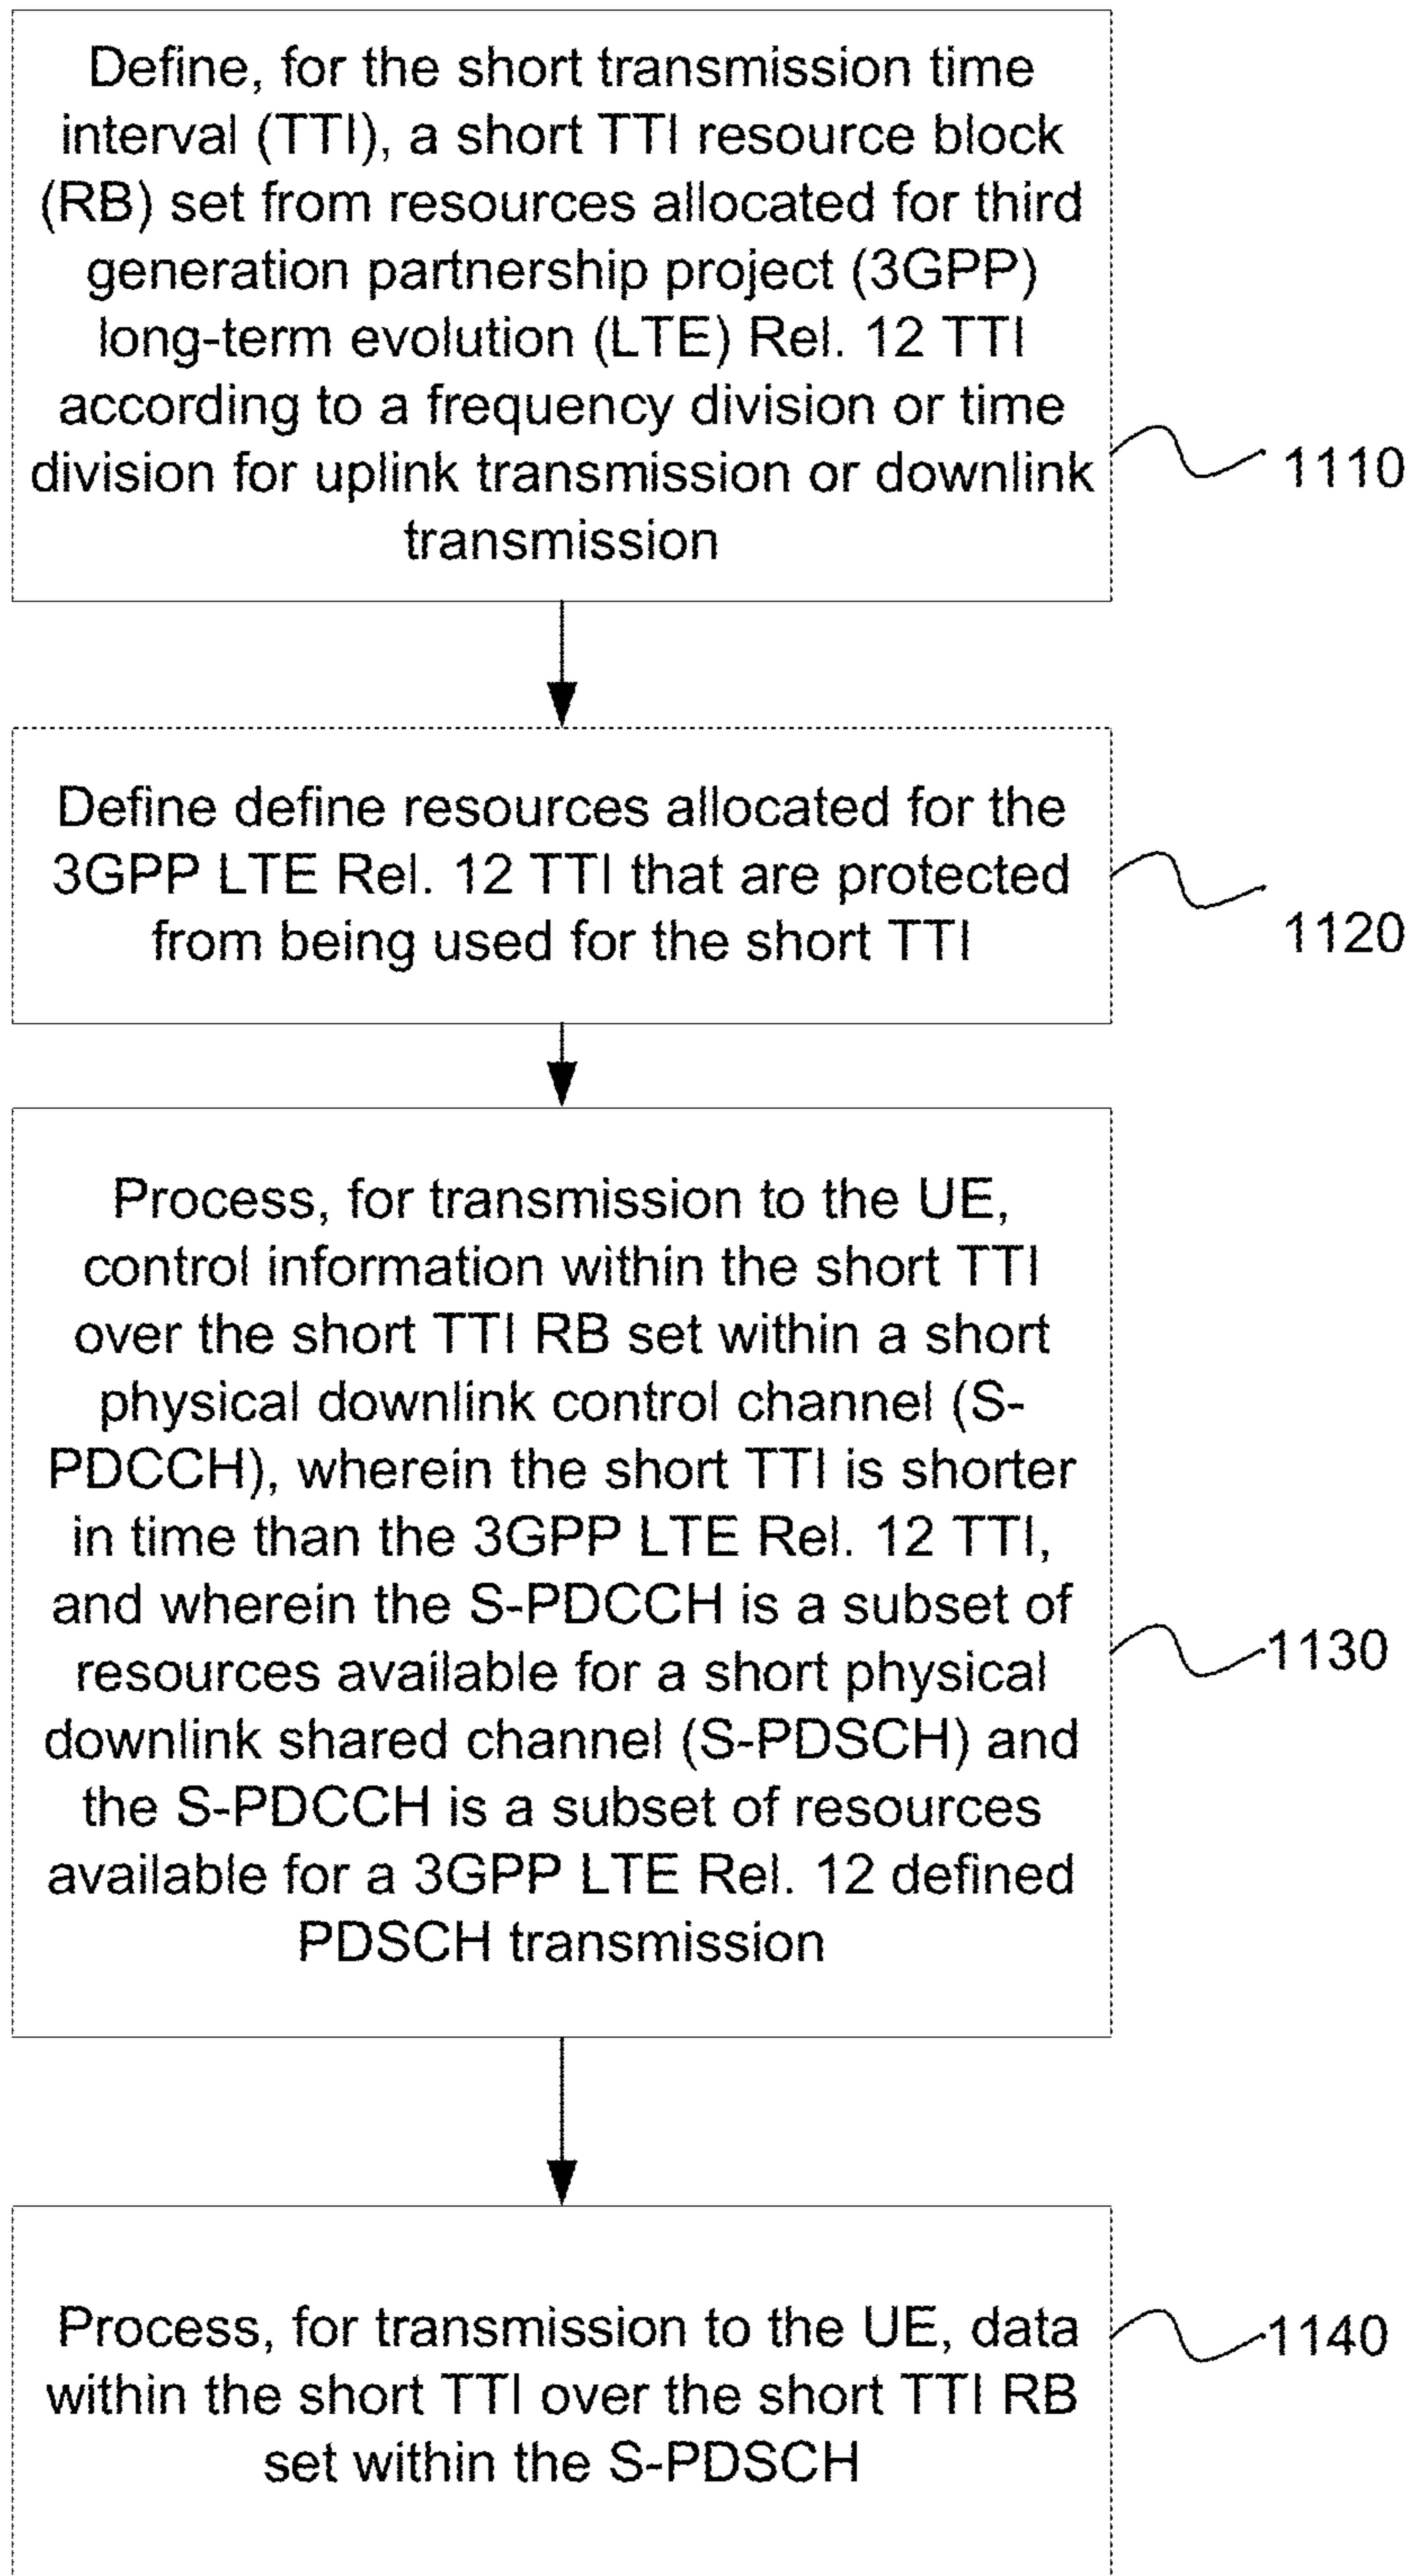 Define, for the short transmission time
interval (TTI), a short TTI resource block
(RB) set from resources allocated for third
generation partnership project (3GPP)
long-term evolution (LTE) Rel. 12 TTI
according to a frequency division or time
division for uplink transmission or downlink
transmission
1110
Define define resources allocated for the
3GPP LTE Rel. 12 TTI that are protected
from being used for the short TTI
1120
Process, for transmission to the UE,
control information within the short TTI
over the short TTI RB set within a short
physical downlink control channel (S-
PDCCH), wherein the short TTI is shorter
in time than the 3GPP LTE Rel. 12 TTI,
and wherein the S-PDCCH is a subset of
resources available for a short physical
downlink shared channel (S-PDSCH) and
the S-PDCCH is a subset of resources
available for a 3GPP LTE Rel. 12 defined
PDSCH transmission
1130
Process, for transmission to the UE, data
within the short TTI over the short TTI RB
set within the S-PDSCH
1140